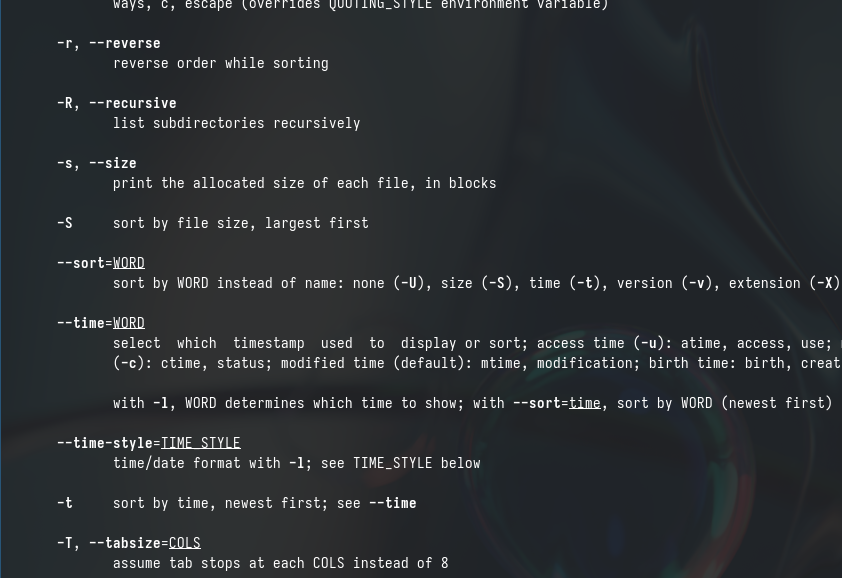 ways, c, escape (overrides QUOTING_STYLE environment variable)
-r, --reverse
reverse order while sorting
-R, --recursive
list subdirectories recursively
-s, --size
print the allocated size of each file, in blocks
-S sort by file size, largest first
--sort=WORD
sort by WORD instead of name: none (-U), size (-S), time (-t), version (-v), extension (-X)
--time=WORD
select which timestamp used to display or sort; access time (-u): atime, access, use;
(-c): ctime, status; modified time (default): mtime, modification; birth time: birth, creat
with -l, WORD determines which time to show; with --sort=time, sort by WORD (newest first)
--time-style=TIME_STYLE
time/date format with -l; see TIME_STYLE below
-t sort by time, newest first; see --time
-T, --tabsize=COLS
assume tab stops at each COLS instead of 8